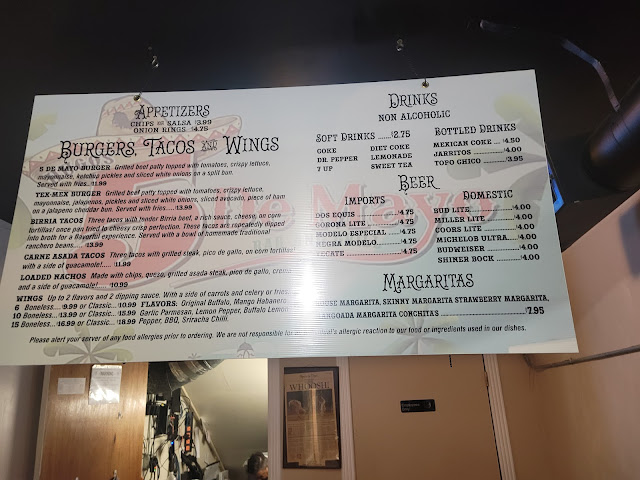 APPETIZERS
CHIPS AND SALSA $3.99
ONION RINGS $4.75
BURGERS, TACOS AND WINGS
5 DE MAYO BURGER Grilled beef patty topped with tomatoes, crispy lettuce,
mayonnaise, ketchup pickles and sliced white onions on a split bun.
Served with fries...11.99
TEX-MEX BURGER Grilled beef patty topped with tomatoes, crispy lettuce,
mayonnaise, jalaponos, pickles and sliced white onions, sliced avocado, piece of ham
on a jalapeno cheddar bun. Served with fries.....$13.99
BIRRIA TACOS Three tacos with tender Birria beef, a rich sauce, cheese, on corn
tortillas! once pan fried to cheesy crisp perfection. These tacos are repeatedly dipped
into broth for a flavorful experience. Served with a bowl of homemade traditional
ranchero beans.....$13.99
CARNE ASADA TACOS Three tacos with grilled steak, pico de gallo, on corn tortillas!
with a side of guacamole!..... 11.99
LOADED NACHOS Made with chips, queso, grilled asada steak, pico de gallo, crema
and a side of guacamole!..... 10.99
WINGS Up to 2 flavors and 2 dipping sauce. With a side of carrots and celery or fries.
6 Boneless... $9.99 or Classic.. $10.99 FLAVORS: Original Buffalo, Mango Habanero
10 Boneless.. $13.99 or Classic... $15.99 Garlic Parmesan, Lemon Pepper, Buffalo Lemon
15 Boneless... $16.99 or Classic.. $18.99 Pepper, BBQ, Sriracha Chili.
Please alert your server of any food allergies prior to ordering. We are not responsible for individual's allergic reaction to our food or ingredients used in our dishes.
DRINKS
NON ALCOHOLIC
SOFT DRINKS ......$2.75
COKE DIET COKE
DR. PEPPER LEMONADE
7 UP SWEET TEA
BOTTLED DRINKS
MEXICAN COKE ... $4.50
JARRITOS ............ $4.00
TOPO GHICO ......... $3.95
BEER
IMPORTS
DOS EQUIS ............$4.75
CORONA LITE ........$4.75
MODELO ESPECIAL ...$4.75
NEGRA MODELO.......$4.75
TECATE ..................$4.75
DOMESTIC
BUD LITE ..............$4.00
MILLER LITE ..........$4.00
COORS LITE ..........$4.00
MICHELOB ULTRA.....$4.00
BUDWEISER ..........$4.00
SHINER BOCK .........$4.00
MARGARITAS
HOUSE MARGARITA, SKINNY MARGARITA STRAWBERRY MARGARITA,
MARGOADA MARGARITA CONCHITAS ............................$7.95
5 de Mayo
WHOOSH